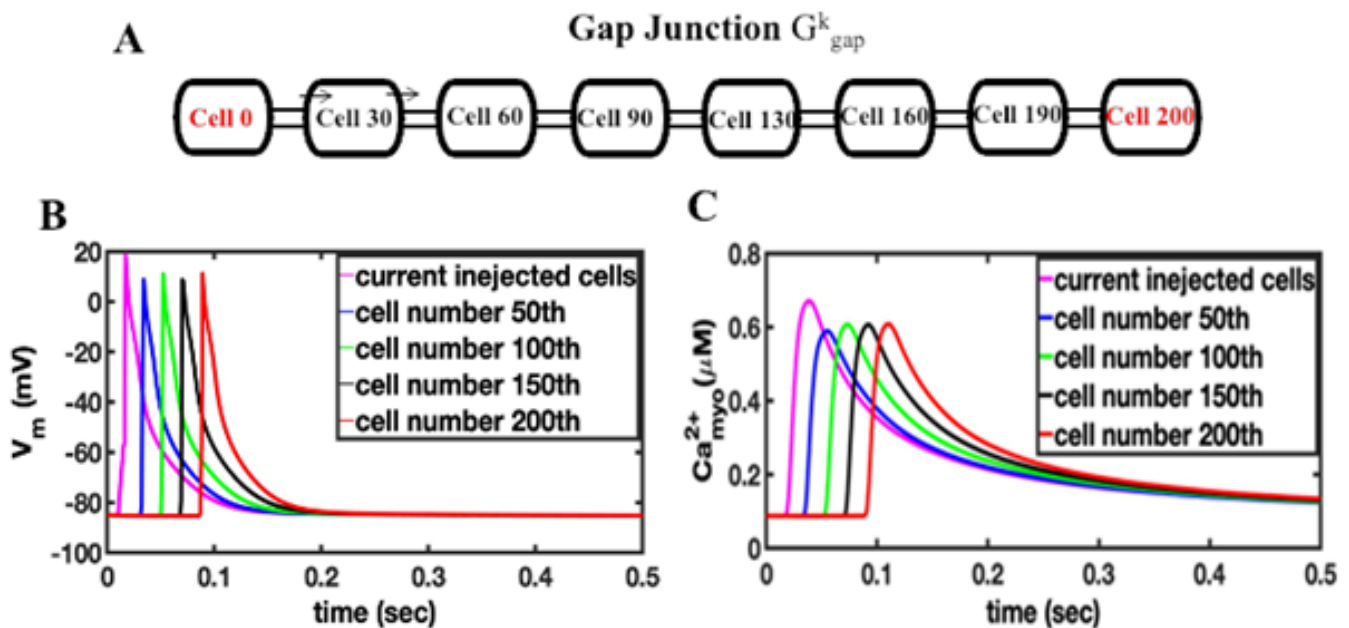 Gap Junction G^k_gap
A
Cell 0 Cell 30 Cell 60 Cell 90 Cell 130 Cell 160 Cell 190 Cell 200
B
20
0
-20
-40
-60
-80
-100
V_m (mV)
current inejected cells
cell number 50th
cell number 100th
cell number 150th
cell number 200th
0 0.1 0.2 0.3 0.4 0.5
time (sec)
C
0.8
0.6
0.4
0.2
0
Ca^2+_myo (μM)
current inejected cells
cell number 50th
cell number 100th
cell number 150th
cell number 200th
0 0.1 0.2 0.3 0.4 0.5
time (sec)